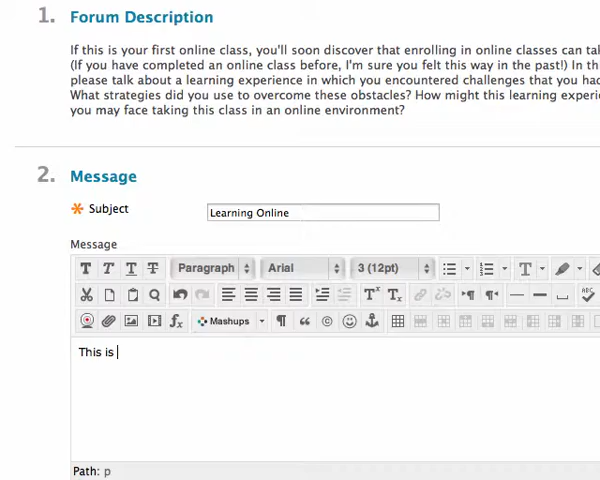 1. Forum Description
If this is your first online class, you'll soon discover that enrolling in online classes can
(If you have completed an online class before, I'm sure you felt this way in the past!) In
please talk about a learning experience in which you encountered challenges that you
What strategies did you use to overcome these obstacles? How might this learning
you may face taking this class in an online environment?
2. Message
Subject
Learning Online
Message
T T T T Paragraph Arial 3 (12pt) T
Tx Tx ABC
fx Mashups ¶ “ ©
This is
Path: p